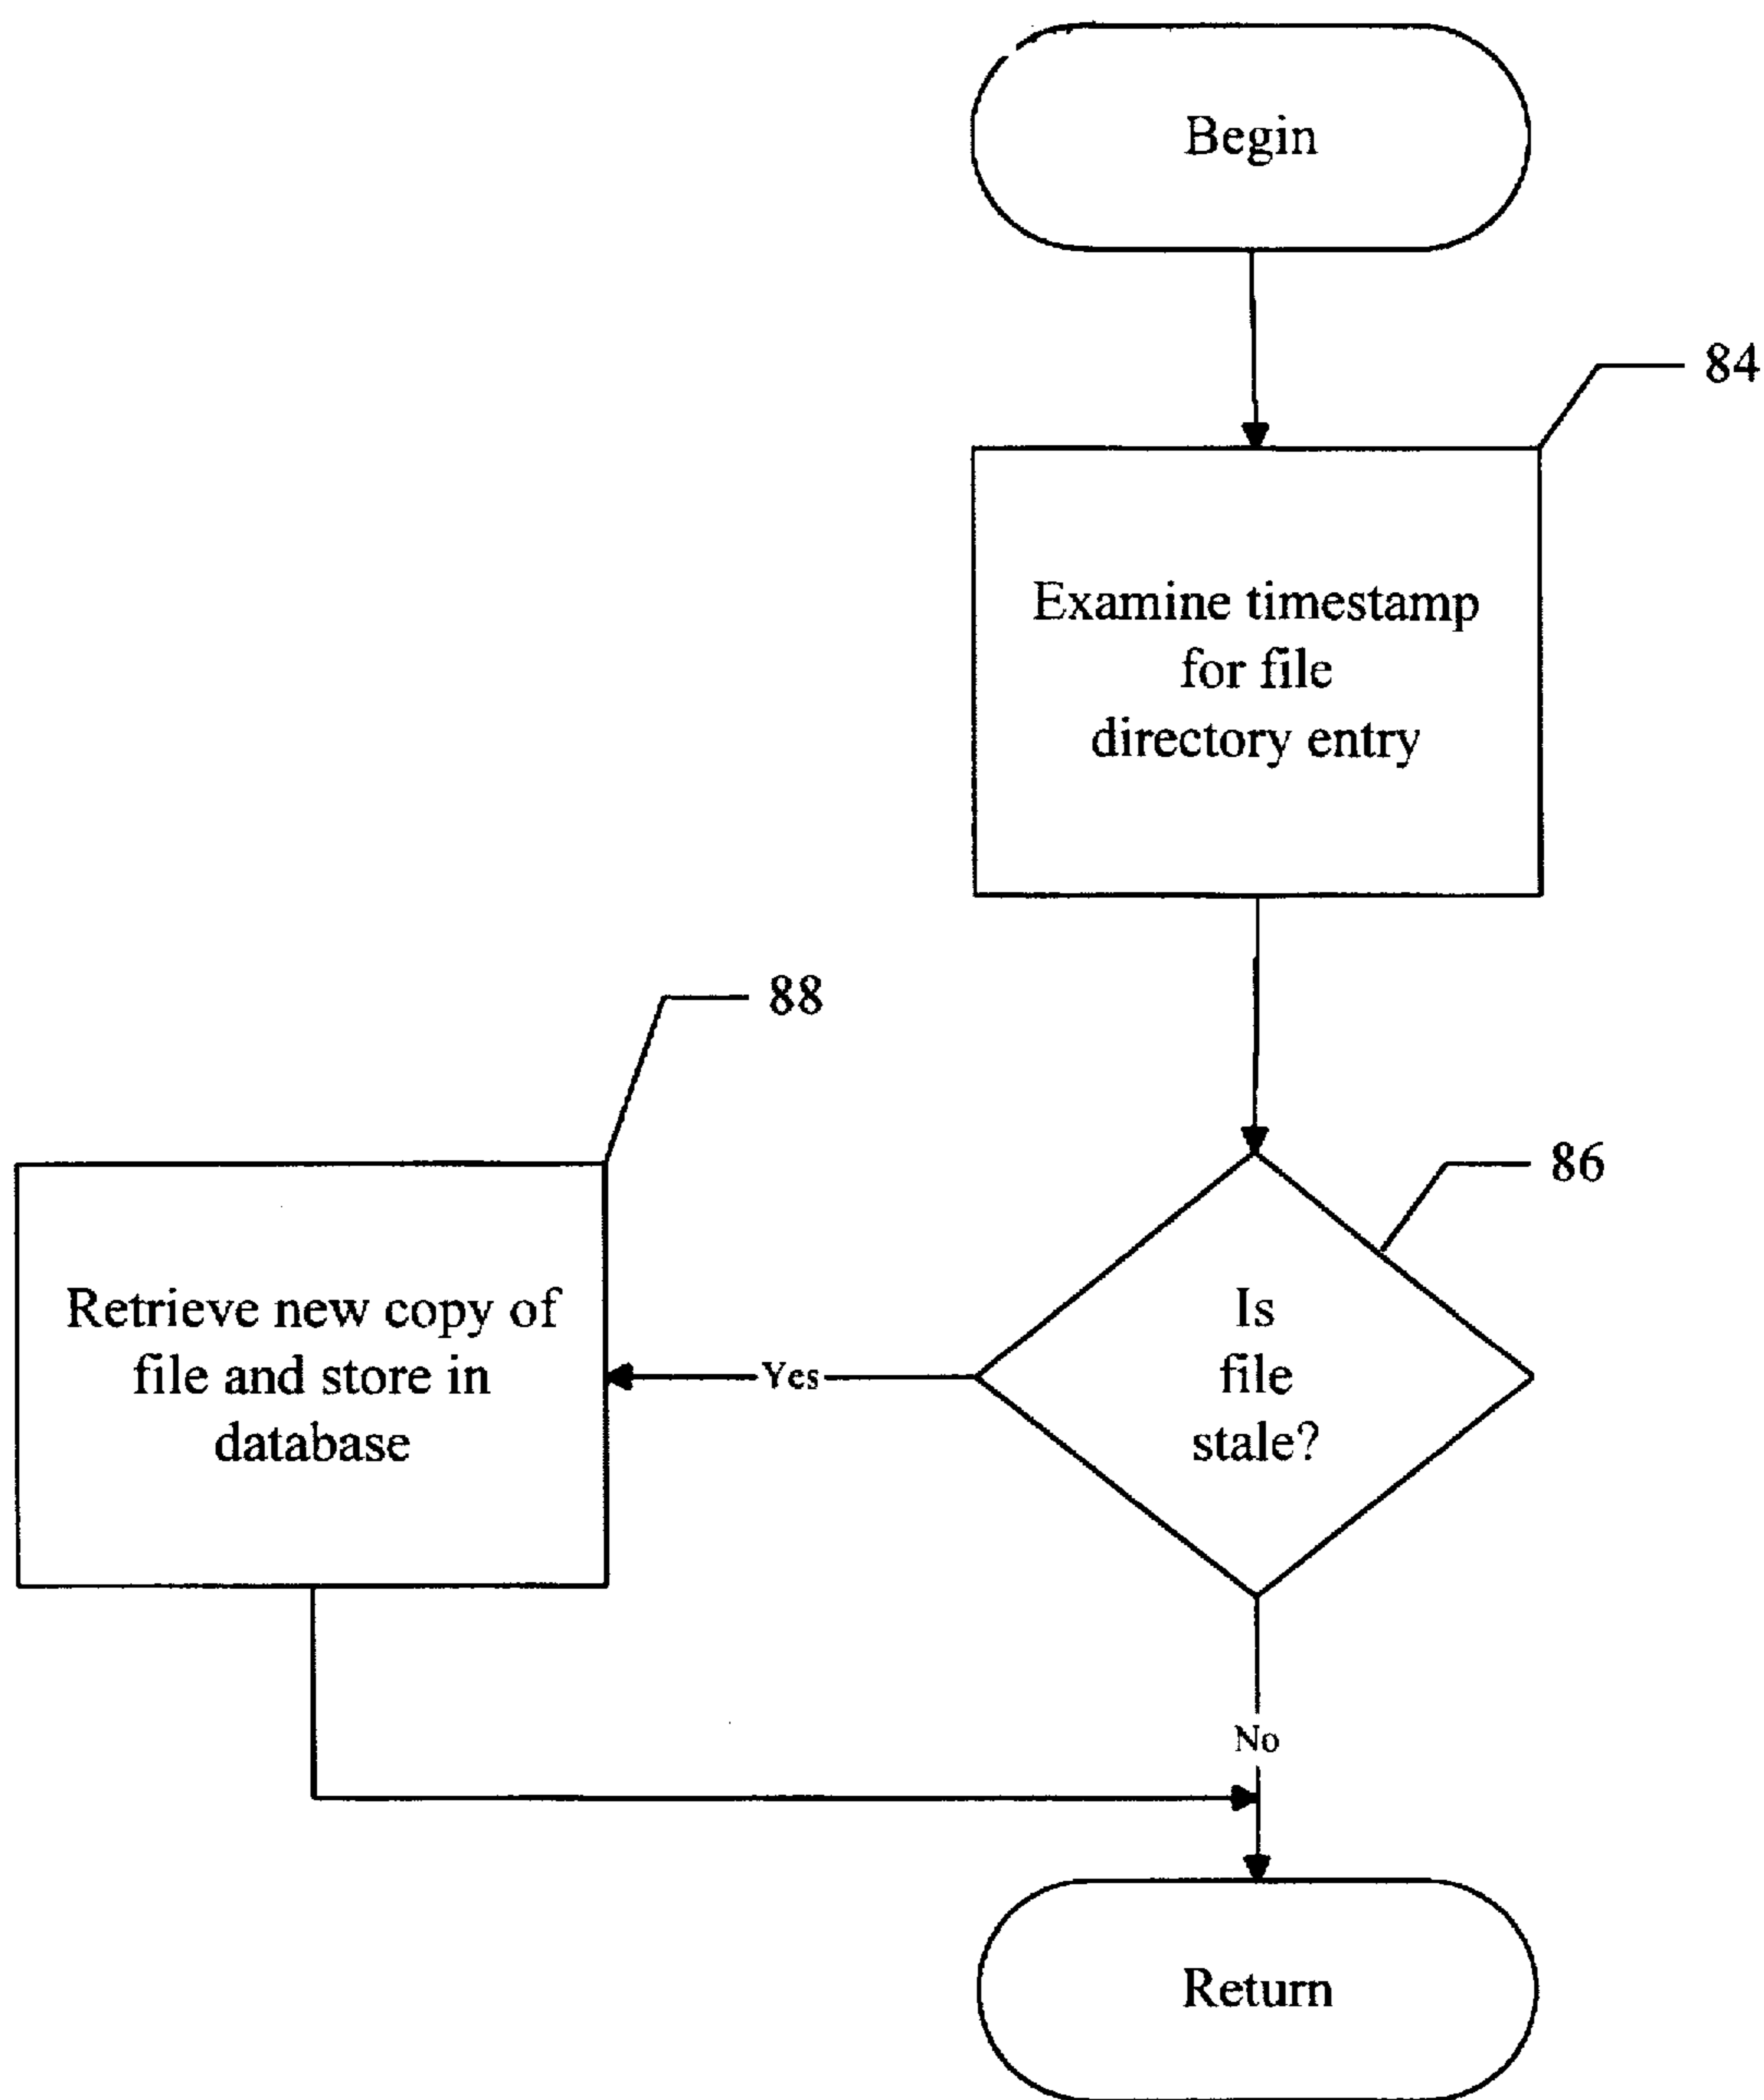 Begin
84
Examine timestamp
for file
directory entry
88
86
Retrieve new copy of
file and store in
database
Yes
Is
file
stale?
No
Return